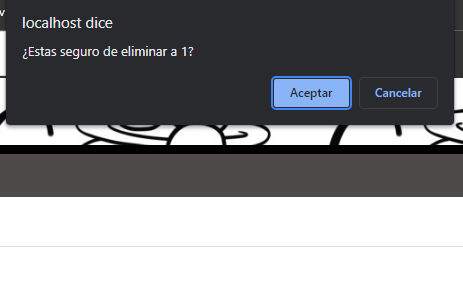 localhost dice
¿Estas seguro de eliminar a 1?
Aceptar
Cancelar